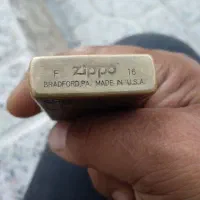 F zippo 16
BRADFORD, PA. MADE IN U.S.A.